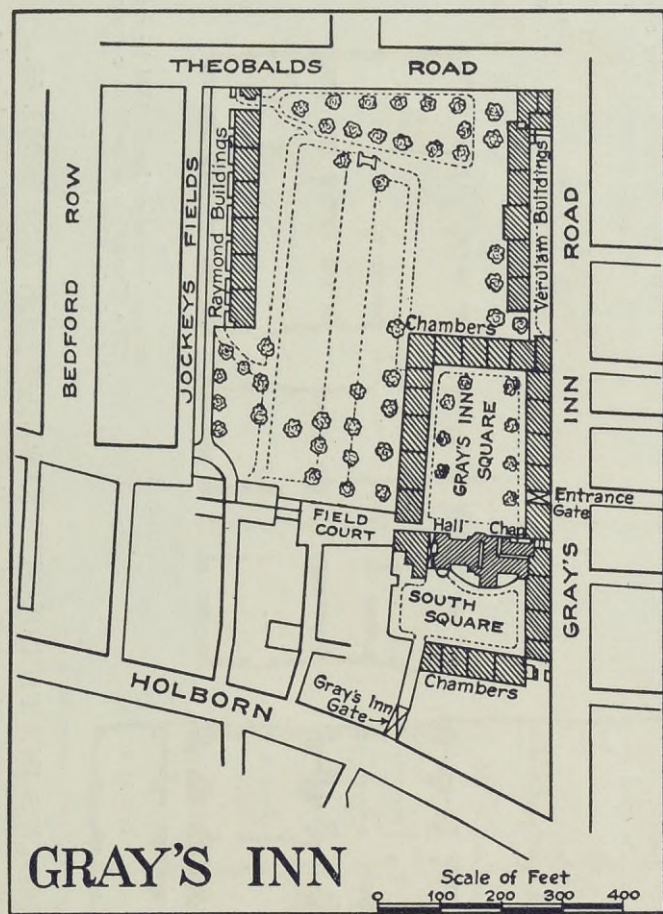 THEOBALDS ROAD
BEDFORD ROW
JOCKEYS FIELDS
Raymond Buildings
Verulam Buildings
GRAY'S INN ROAD
Chambers
GRAY'S INN
SQUARE
Entrance
Gate
FIELD
COURT
Hall
Chap.
SOUTH
SQUARE
Chambers
Gray's Inn
Gate
HOLBORN
GRAY'S INN
Scale of Feet
0 100 200 300 400